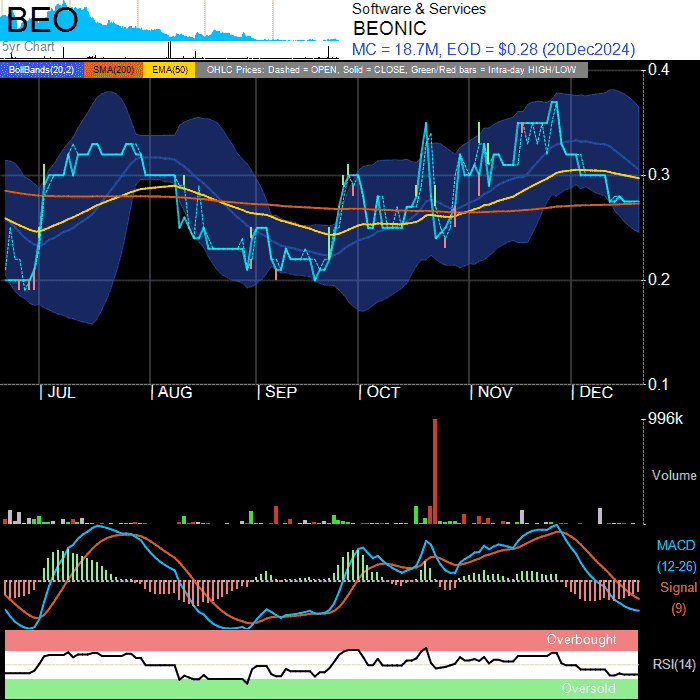 BEO
Software & Services
BEONIC
5yr Chart
MC = 18.7M, EOD = $0.28 (20Dec2024)
BollBands(20,2) SMA(200) EMA(50) OHLC Prices: Dashed = OPEN, Solid = CLOSE, Green/Red bars = Intra-day HIGH/LOW
0.4
0.3
0.2
0.1
JUL AUG SEP OCT NOV DEC
996k
Volume
MACD
(12-26)
Signal
(9)
Overbought
RSI(14)
Oversold